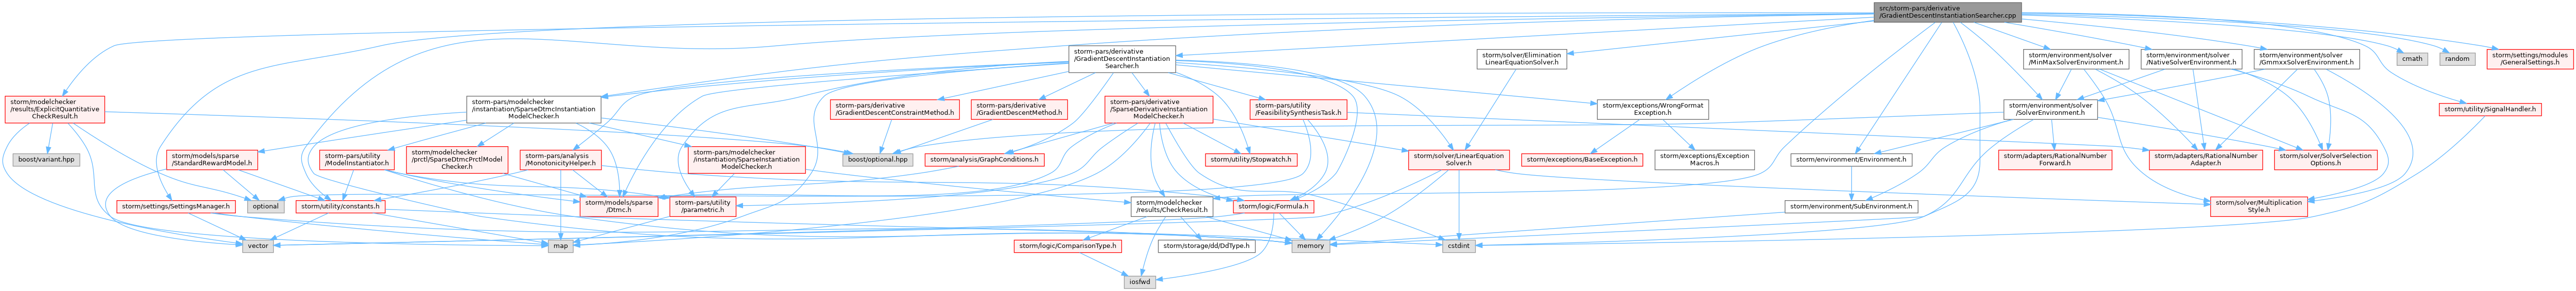 src/storm-pars/derivative
/GradientDescentInstantiationSearcher.cpp
storm-pars/derivative
/GradientDescentInstantiation
Searcher.h
storm/solver/Elimination
LinearEquationSolver.h
storm/environment/solver
/MinMaxSolverEnvironment.h
storm/environment/solver
/NativeSolverEnvironment.h
storm/environment/solver
/GmmxxSolverEnvironment.h
cmath
random
storm/settings/modules
/GeneralSettings.h
storm/modelchecker
/results/ExplicitQuantitative
CheckResult.h
storm-pars/modelchecker
/instantiation/SparseDtmcInstantiation
ModelChecker.h
storm-pars/derivative
/GradientDescentConstraintMethod.h
storm-pars/derivative
/GradientDescentMethod.h
storm-pars/derivative
/SparseDerivativeInstantiation
ModelChecker.h
storm-pars/utility
/FeasibilitySynthesisTask.h
storm/exceptions/WrongFormat
Exception.h
storm/environment/solver
/SolverEnvironment.h
storm/utility/SignalHandler.h
boost/variant.hpp
storm/models/sparse
/StandardRewardModel.h
storm-pars/utility
/ModelInstantiator.h
storm/modelchecker
/prctl/SparseDtmcPrctlModel
Checker.h
storm-pars/analysis
/MonotonicityHelper.h
storm-pars/modelchecker
/instantiation/SparseInstantiation
ModelChecker.h
boost/optional.hpp
storm/analysis/GraphConditions.h
storm/utility/Stopwatch.h
storm/solver/LinearEquation
Solver.h
storm/exceptions/BaseException.h
storm/exceptions/Exception
Macros.h
storm/environment/Environment.h
storm/adapters/RationalNumber
Forward.h
storm/adapters/RationalNumber
Adapter.h
storm/solver/SolverSelection
Options.h
storm/settings/SettingsManager.h
optional
storm/utility/constants.h
storm/models/sparse
/Dtmc.h
storm-pars/utility
/parametric.h
storm/modelchecker
/results/CheckResult.h
storm/logic/Formula.h
storm/environment/SubEnvironment.h
storm/solver/Multiplication
Style.h
vector
map
storm/logic/ComparisonType.h
storm/storage/dd/DdType.h
memory
cstdint
iosfwd